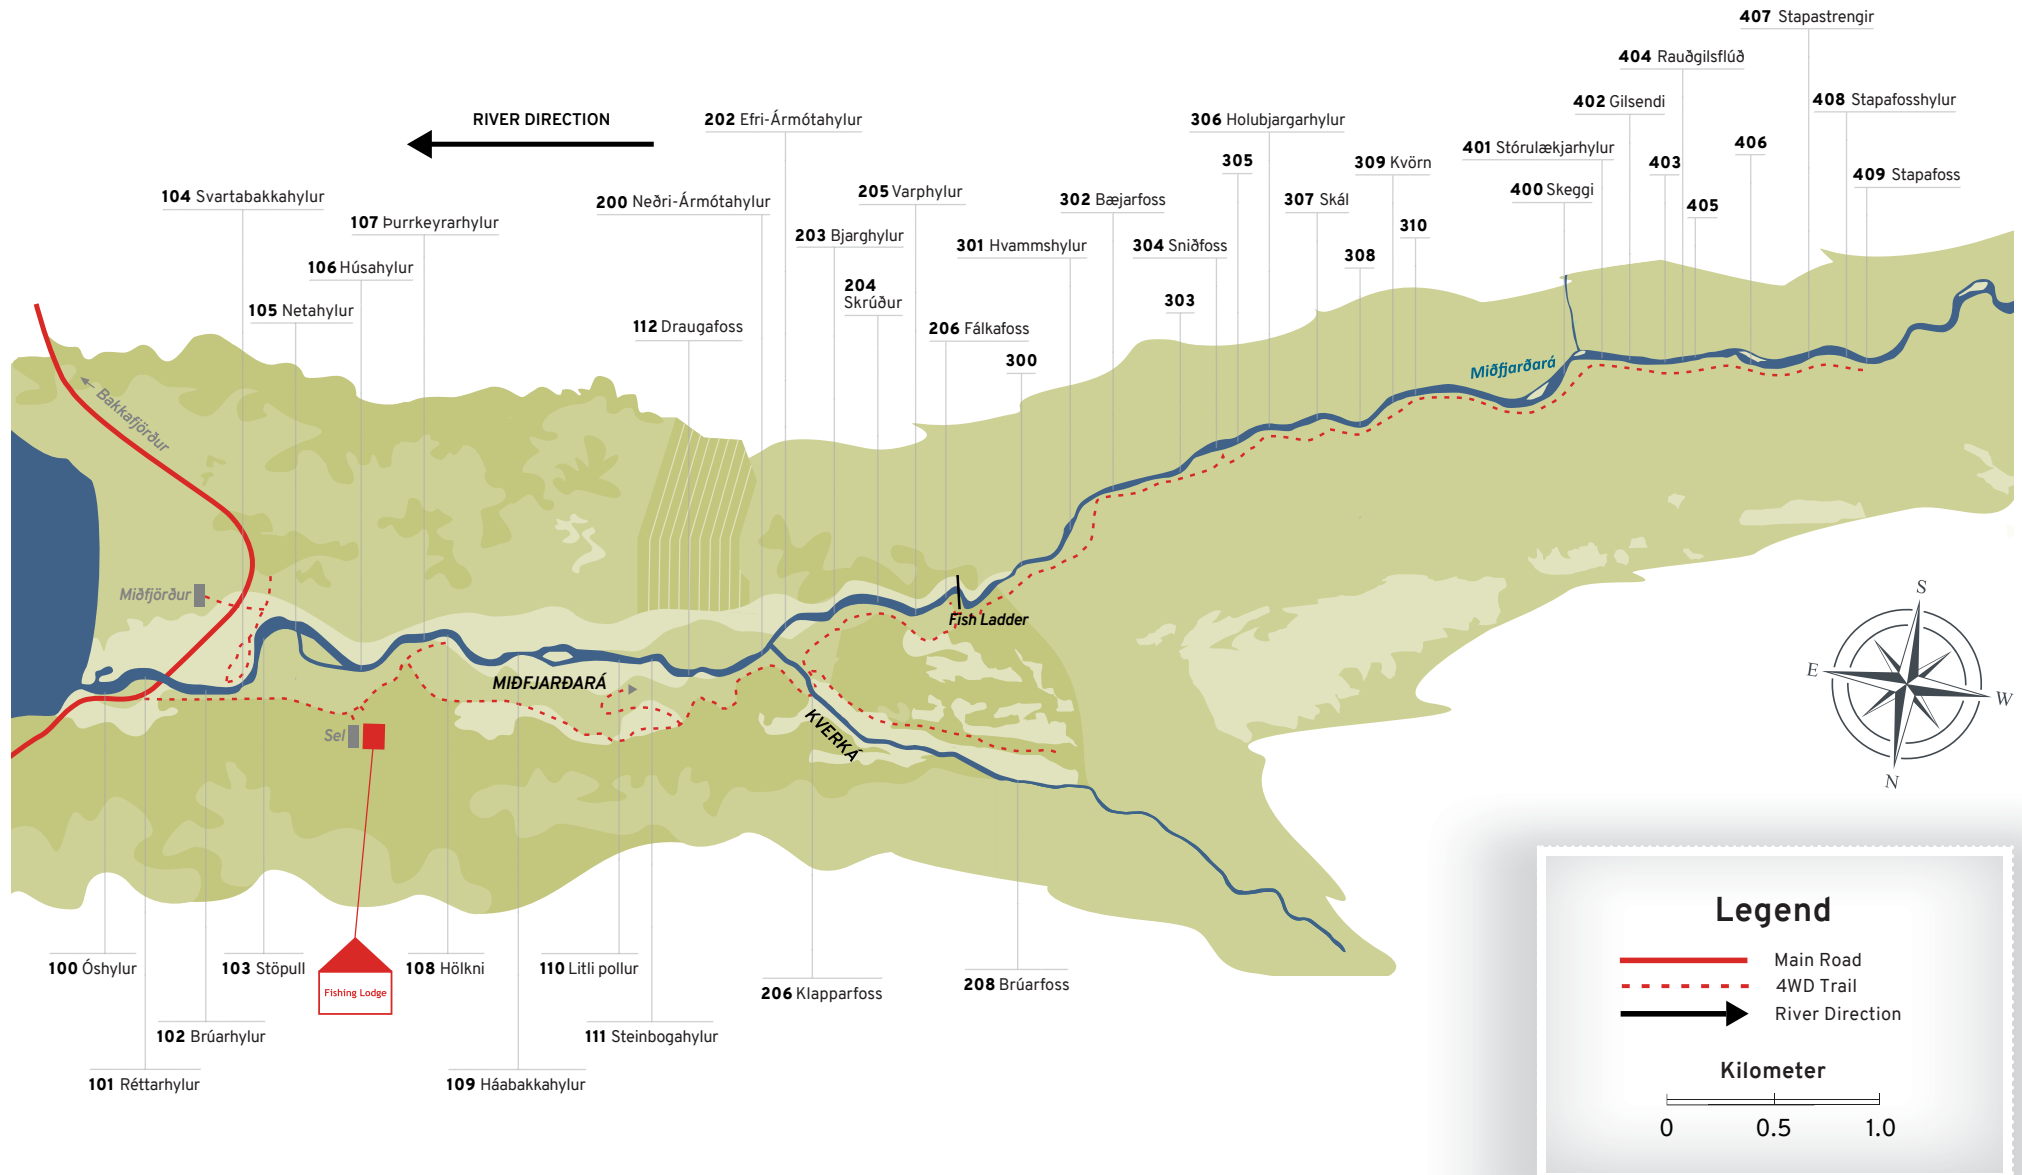 407 Stapastrengir
404 Rauðgilsflúð
402 Gilsendi
408 Stapafosshylur
RIVER DIRECTION
202 Efri-Ármótahylur
306 Holubjargarhylur
406
401 Stórulækjarhylur
305
309 Kvörn
403
409 Stapafoss
104 Svartabakkahylur
200 Neðri-Ármótahylur
205 Varphylur
302 Bæjarfoss
307 Skál
400 Skeggi
405
107 Þurrkeyrarhylur
203 Bjarghylur
301 Hvammshylur
304 Sniðfoss
310
308
106 Húsahylur
204
Skrúður
303
105 Netahylur
112 Draugafoss
206 Fálkafoss
300
Miðfjarðará
Bakkafjörður
Miðfjörður
Fish Ladder
MIÐFJARÐARÁ
KVERKÁ
Sel
S
E
W
N
100 Óshylur
103 Stöpull
Fishing Lodge
108 Hölkni
110 Litli pollur
206 Klapparfoss
208 Brúarfoss
102 Brúarhylur
111 Steinbogahylur
101 Réttarhylur
109 Háabakkahylur
Legend
Main Road
4WD Trail
River Direction
Kilometer
0 0.5 1.0